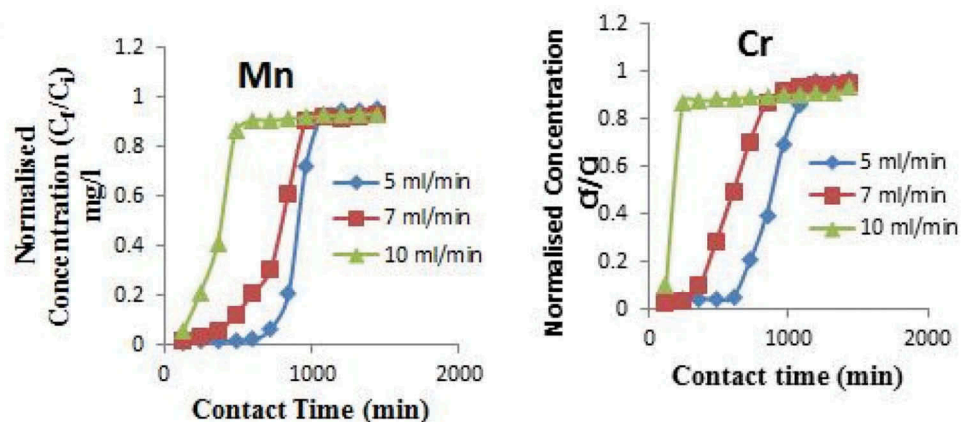 Mn
Normalised
Concentration (Cf/Ci)
mg/l
1.2
1
0.8
0.6
0.4
0.2
0
0
1000
2000
Contact Time (min)
5 ml/min
7 ml/min
10 ml/min
Cr
Normalised Concentration
Cf/Ci
1.2
1
0.8
0.6
0.4
0.2
0
0
1000
2000
Contact time (min)
5 ml/min
7 ml/min
10 ml/min